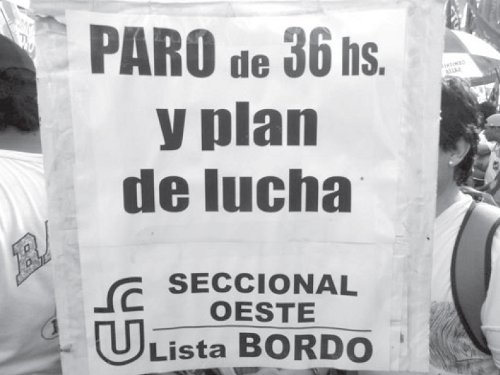 PARO de 36 hs.
y plan
de lucha
SECCIONAL
OESTE
Lista BORDO